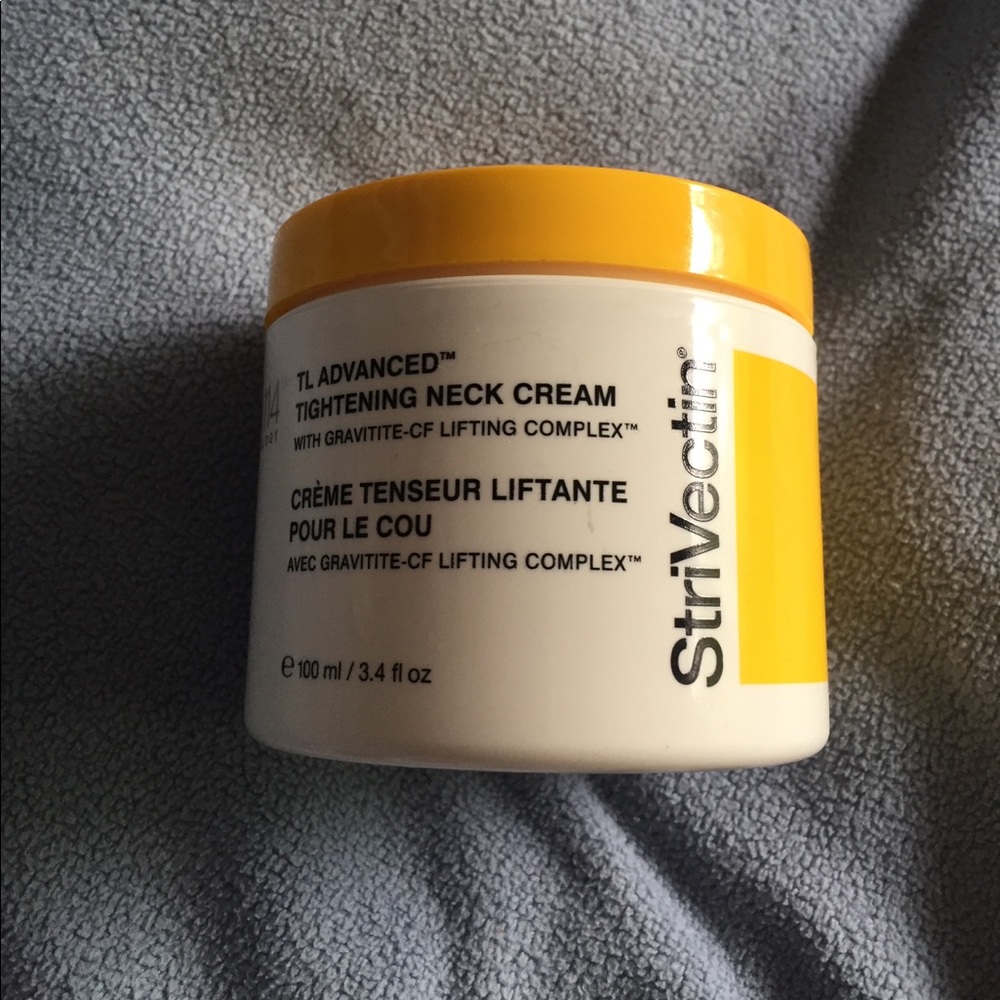 TL ADVANCED™
TIGHTENING NECK CREAM
WITH GRAVITITE-CF LIFTING COMPLEX™
CRÈME TENSEUR LIFTANTE
POUR LE COU
AVEC GRAVITITE-CF LIFTING COMPLEX™
℮ 100 ml / 3.4 fl oz
StriVectin®